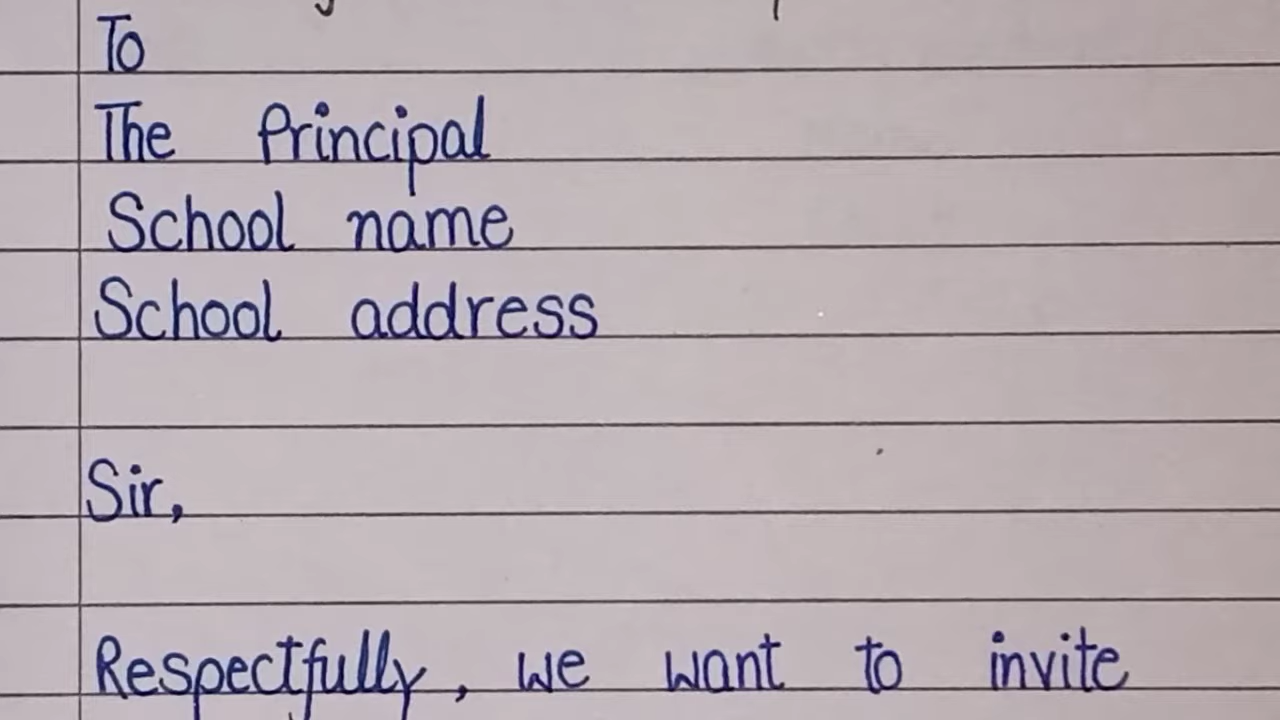 To
The Principal
School name
School address
Sir,
Respectfully, we want to invite